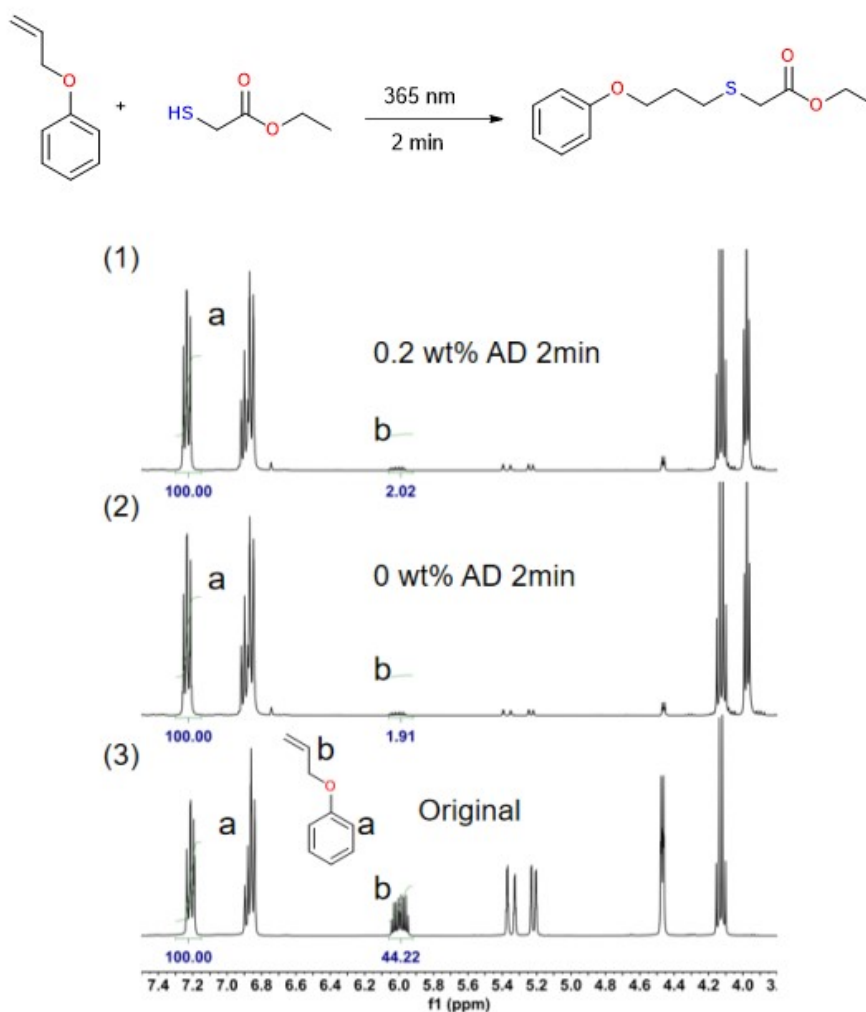 O
+
HS
O
O
365 nm
2 min
O
S
O
O
(1)
a
0.2 wt% AD 2min
b
100.00
2.02
(2)
a
0 wt% AD 2min
b
100.00
1.91
(3)
b
O
a
a
Original
b
100.00
44.22
7.4 7.2 7.0 6.8 6.6 6.4 6.2 6.0 5.8 5.6 5.4 5.2 5.0 4.8 4.6 4.4 4.2 4.0 3.
f1 (ppm)